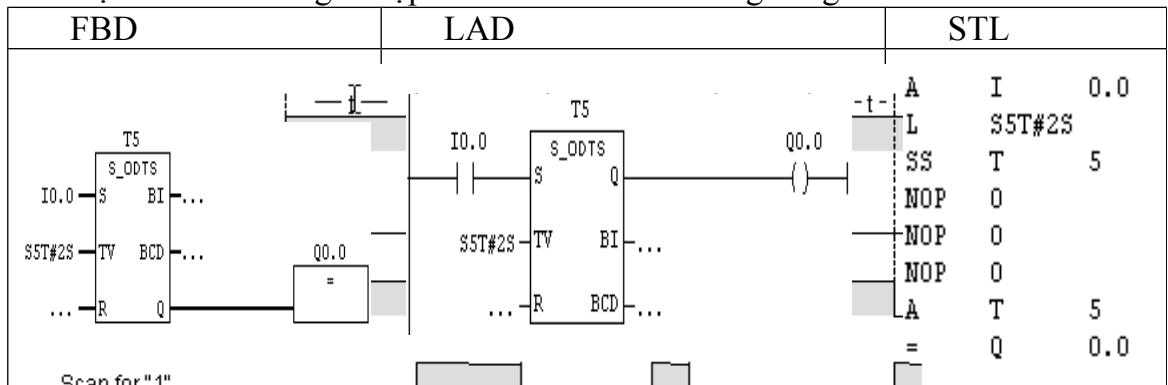 FBD
LAD
STL
t
T5
S_ODTS
I0.0 S BI ...
S5T#2S TV BCD ...
Q0.0
=
... R Q
T5
I0.0 S_ODTS Q0.0
S Q
S5T#2S TV BI ...
... R BCD ...
-t-
A I 0.0
L S5T#2S
SS T 5
NOP 0
NOP 0
NOP 0
A T 5
= Q 0.0
Scan for "1"